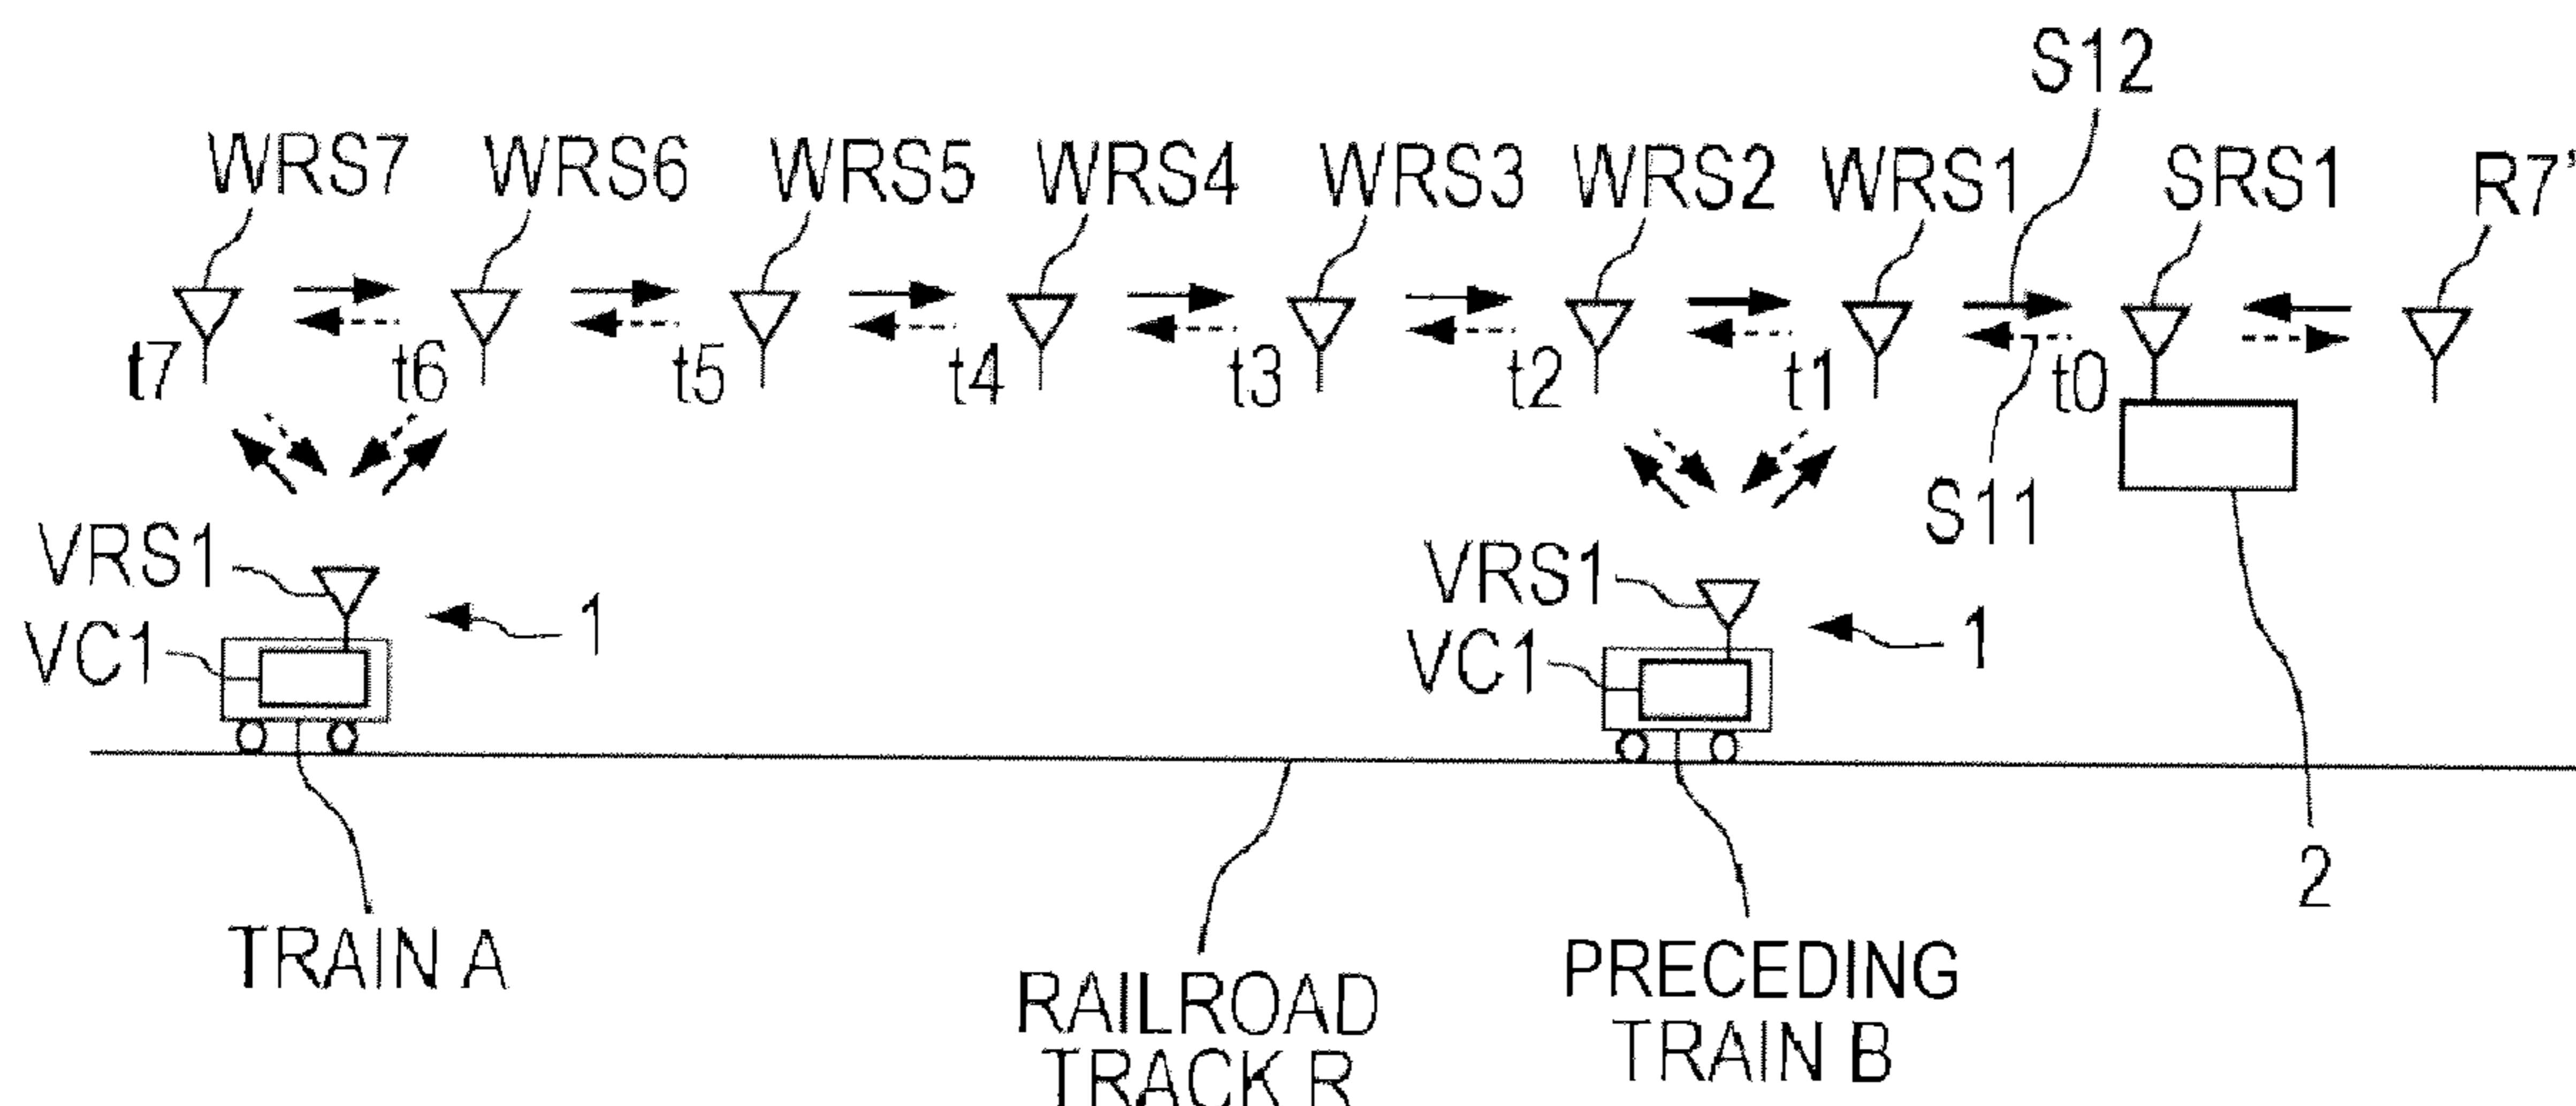 S12
WRS7 WRS6 WRS5 WRS4 WRS3 WRS2 WRS1 SRS1 R7'
t7 t6 t5 t4 t3 t2 t1 t0
S11
VRS1 VRS1
1 1
VC1 VC1
2
TRAIN A
RAILROAD
TRACK R
PRECEDING
TRAIN B